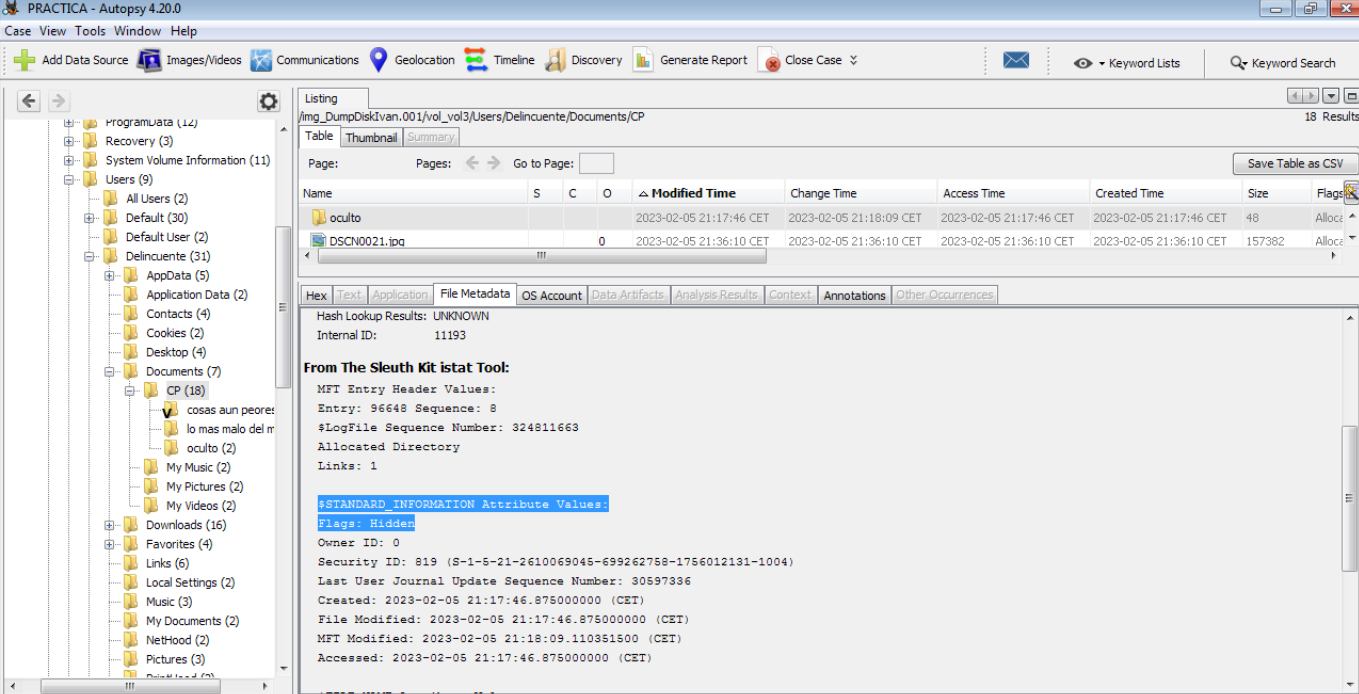 PRACTICA - Autopsy 4.20.0
Case View Tools Window Help
Add Data Source Images/Videos Communications Geolocation Timeline Discovery Generate Report Close Case Keyword Lists Keyword Search
ProgramData (12)
Recovery (3)
System Volume Information (11)
Users (9)
All Users (2)
Default (30)
Default User (2)
Delincuente (31)
AppData (5)
Application Data (2)
Contacts (4)
Cookies (2)
Desktop (4)
Documents (7)
CP (18)
cosas aun peores
lo mas malo del m
oculto (2)
My Music (2)
My Pictures (2)
My Videos (2)
Downloads (16)
Favorites (4)
Links (6)
Local Settings (2)
Music (3)
My Documents (2)
NetHood (2)
Pictures (3)
Listing
/img_DumpDiskIvan.001/vol_vol3/Users/Delincuente/Documents/CP
18 Results
Table Thumbnail Summary
Page: Pages: Go to Page: Save Table as CSV
Name S C O Modified Time Change Time Access Time Created Time Size Flags
oculto 2023-02-05 21:17:46 CET 2023-02-05 21:18:09 CET 2023-02-05 21:17:46 CET 2023-02-05 21:17:46 CET 48 Alloca
DSCN0021.jpg 0 2023-02-05 21:36:10 CET 2023-02-05 21:36:10 CET 2023-02-05 21:36:10 CET 2023-02-05 21:36:10 CET 157382 Alloca
Hex Text Application File Metadata OS Account Data Artifacts Analysis Results Context Annotations Other Occurrences
Hash Lookup Results: UNKNOWN
Internal ID: 11193
From The Sleuth Kit istat Tool:
MFT Entry Header Values:
Entry: 96648 Sequence: 8
$LogFile Sequence Number: 324811663
Allocated Directory
Links: 1
$STANDARD_INFORMATION Attribute Values:
Flags: Hidden
Owner ID: 0
Security ID: 819 (S-1-5-21-2610069045-699262758-1756012131-1004)
Last User Journal Update Sequence Number: 30597336
Created: 2023-02-05 21:17:46.875000000 (CET)
File Modified: 2023-02-05 21:17:46.875000000 (CET)
MFT Modified: 2023-02-05 21:18:09.110351500 (CET)
Accessed: 2023-02-05 21:17:46.875000000 (CET)